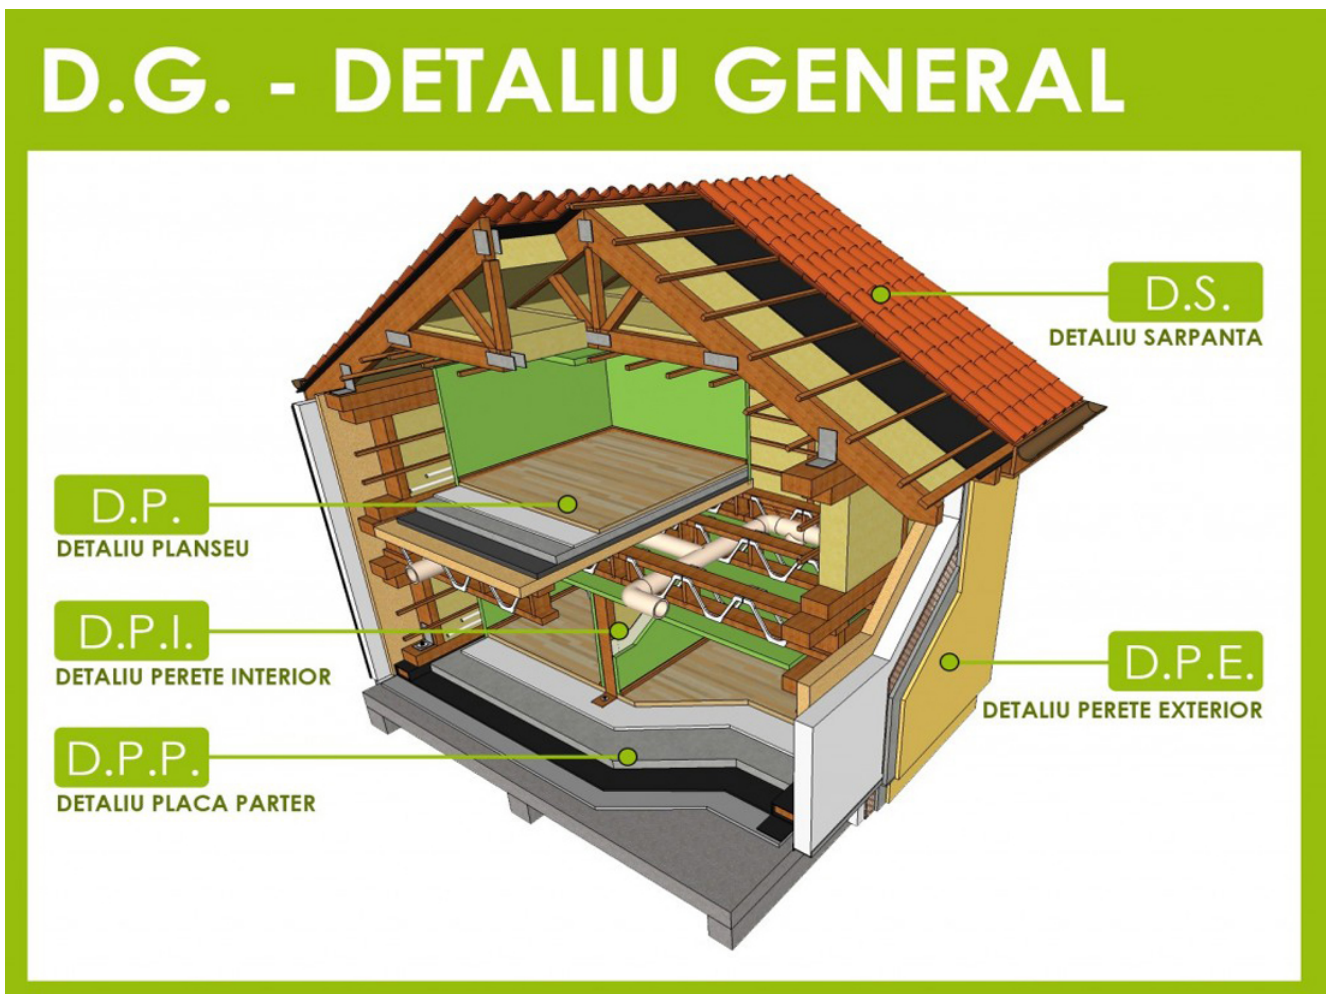 D.G. - DETALIU GENERAL
D.S.
DETALIU SARPANTA
D.P.
DETALIU PLANSEU
D.P.I.
DETALIU PERETE INTERIOR
D.P.E.
DETALIU PERETE EXTERIOR
D.P.P.
DETALIU PLACA PARTER